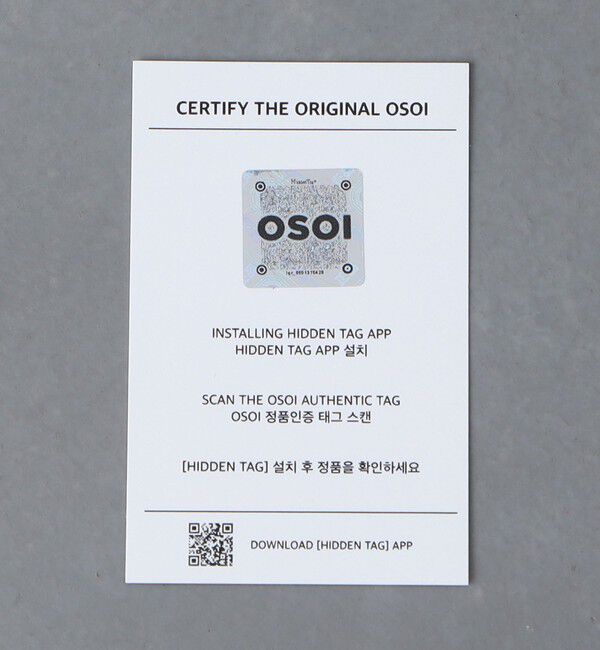 CERTIFY THE ORIGINAL OSOI
HiddenTag
OSOI
INSTALLING HIDDEN TAG APP
HIDDEN TAG APP 설치
SCAN THE OSOI AUTHENTIC TAG
OSOI 정품인증 태그 스캔
[HIDDEN TAG] 설치 후 정품을 확인하세요
DOWNLOAD [HIDDEN TAG] APP